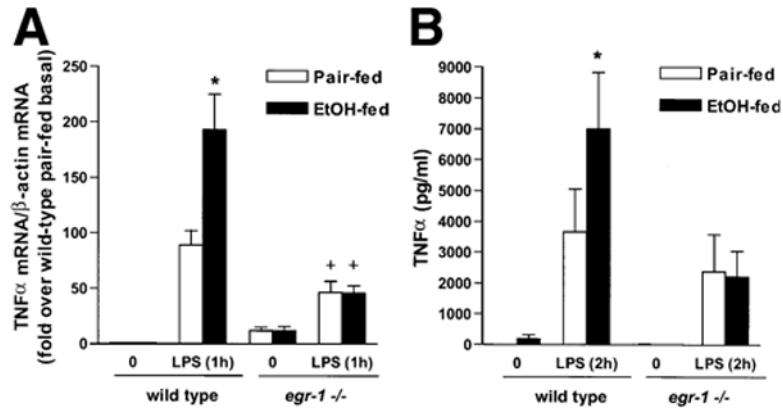 A
TNFα mRNA/β-actin mRNA
(fold over wild-type pair-fed basal)
250
200
150
100
50
0
Pair-fed
EtOH-fed
*
+ +
0 LPS (1h) 0 LPS (1h)
wild type egr-1 -/-
B
TNFα (pg/ml)
9000
8000
7000
6000
5000
4000
3000
2000
1000
0
Pair-fed
EtOH-fed
*
0 LPS (2h) 0 LPS (2h)
wild type egr-1 -/-